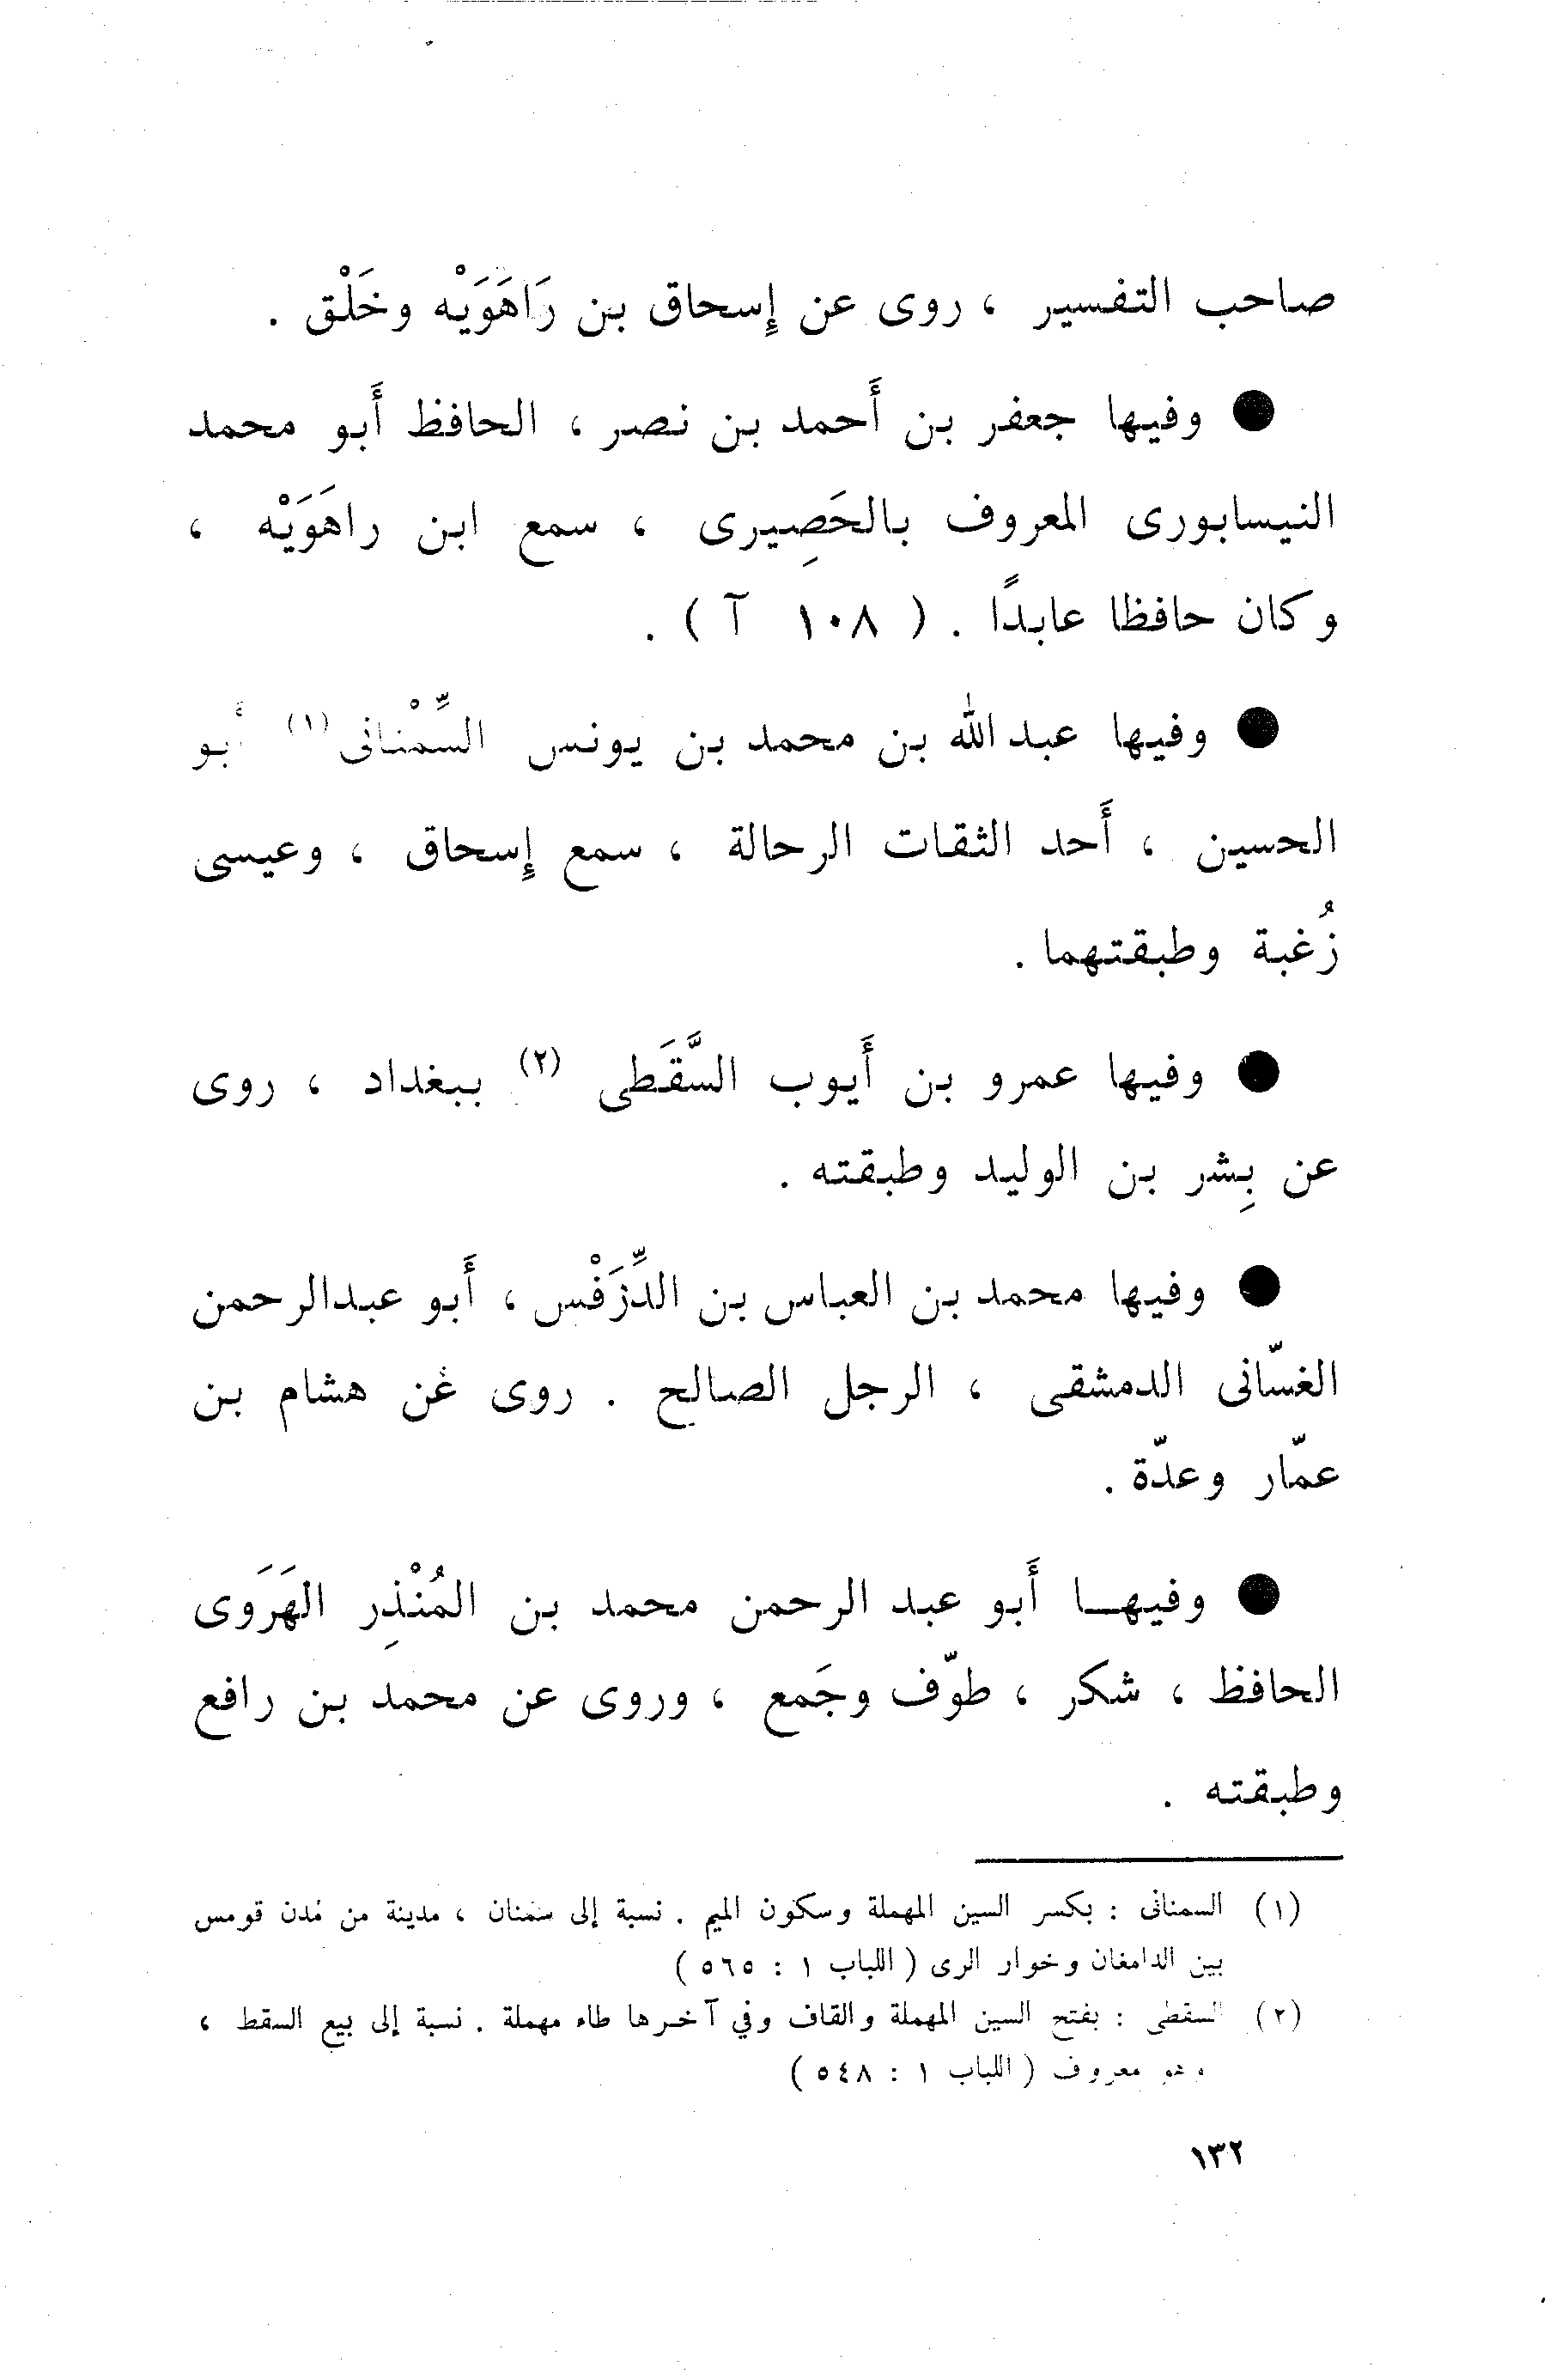 صاحب التفسير ، روى عن إِسحاق بن رَاهَوَيْه وخَلْق .
● وفيها جعفر بن أَحمد بن نصر ، الحافظ أَبو محمد
النيسابورى المعروف بالحَصِيرى ، سمع ابن راهَوَيْه ،
وكان حافظا عابدًا . ( ١٠٨ آ ) .
● وفيها عبد الله بن محمد بن يونس السِّمْنانى (١) أَبو
الحسين ، أَحد الثقات الرحالة ، سمع إِسحاق ، وعيسى
زُغبة وطبقتهما .
● وفيها عمرو بن أَيوب السَّقَطى (٢) ببغداد ، روى
عن بِشر بن الوليد وطبقته .
● وفيها محمد بن العباس بن الدِّزَفْس ، أَبو عبدالرحمن
الغسّانى الدمشقى ، الرجل الصالح . روى عن هشام بن
عمّار وعدّة .
● وفيهـا أَبو عبد الرحمن محمد بن المُنْذِر الهَرَوى
الحافظ ، شكر ، طوّف وجَمع ، وروى عن محمد بن رافع
وطبقته .
(١) السمنانى : بكسر السين المهملة وسكون الميم . نسبة إلى سمنان ، مدينة من مدن قومس
بين الدامغان وخوار الرى ( اللباب ١ : ٥٦٥ )
(٢) السقطى : بفتح السين المهملة والقاف وفي آخرها طاء مهملة . نسبة إلى بيع السقط ،
وهو معروف ( اللباب ١ : ٥٤٨ )
١٣٢